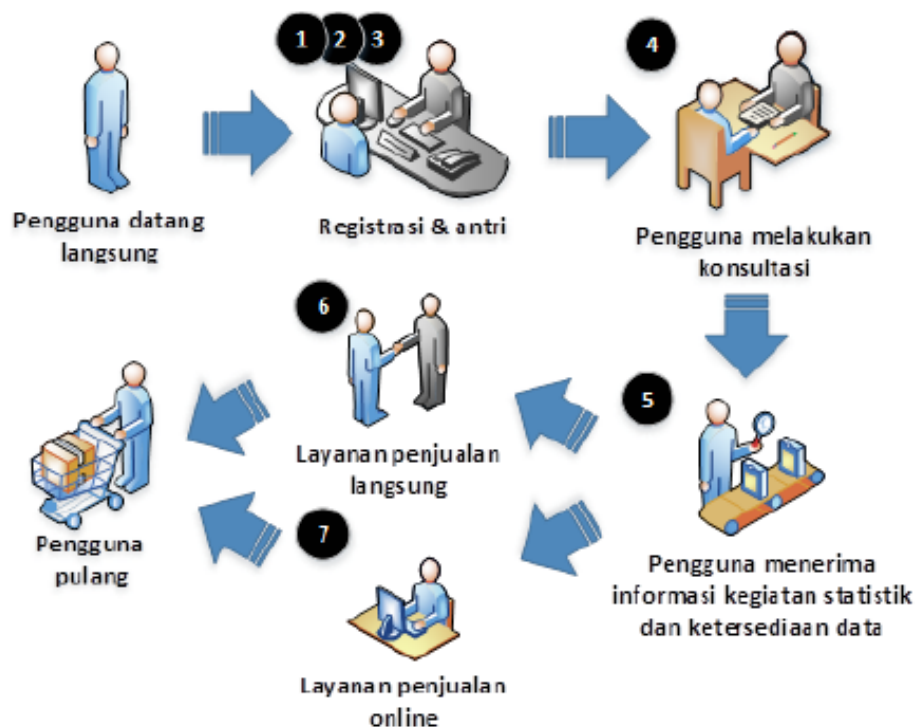 1 2 3
4
Pengguna datang
langsung
Registrasi & antri
Pengguna melakukan
konsultasi
6
5
Layanan penjualan
langsung
7
Pengguna
pulang
Pengguna menerima
informasi kegiatan statistik
dan ketersediaan data
Layanan penjualan
online